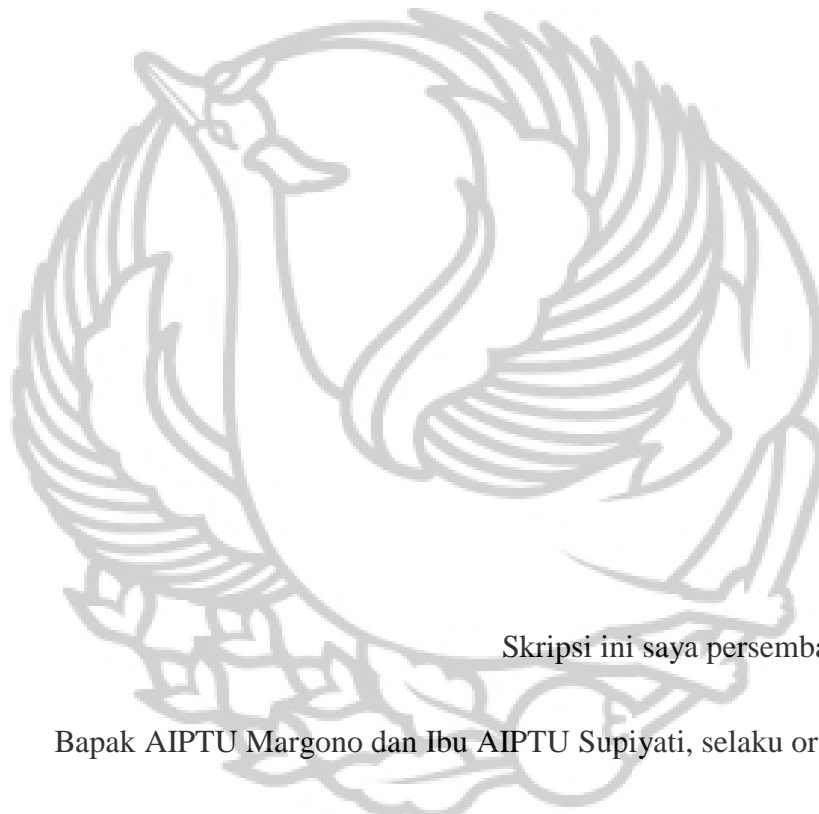 Skripsi ini saya persemba
Bapak AIPTU Margono dan Ibu AIPTU Supiyati, selaku or